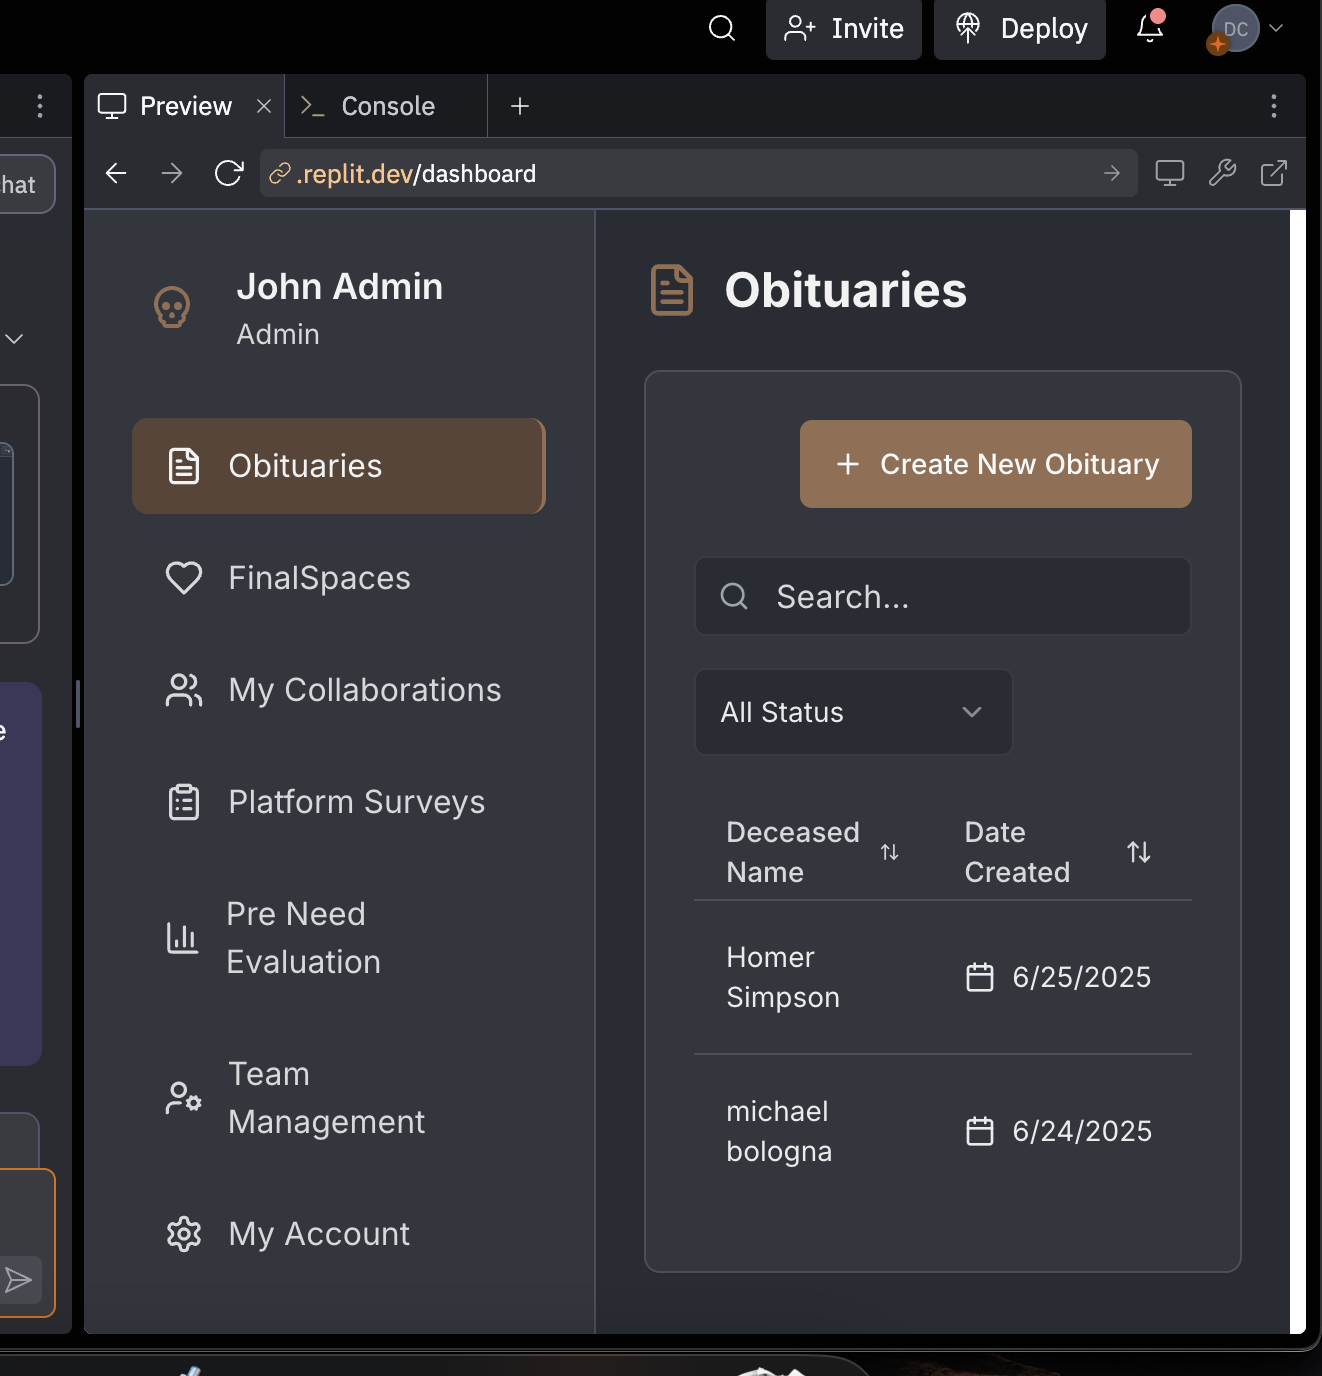 Invite
Deploy
DC
Preview
Console
hat
.replit.dev/dashboard
John Admin
Admin
Obituaries
FinalSpaces
My Collaborations
Platform Surveys
Pre Need
Evaluation
Team
Management
My Account
Obituaries
+ Create New Obituary
Search...
All Status
Deceased
Name
Date
Created
Homer
Simpson
6/25/2025
michael
bologna
6/24/2025
e